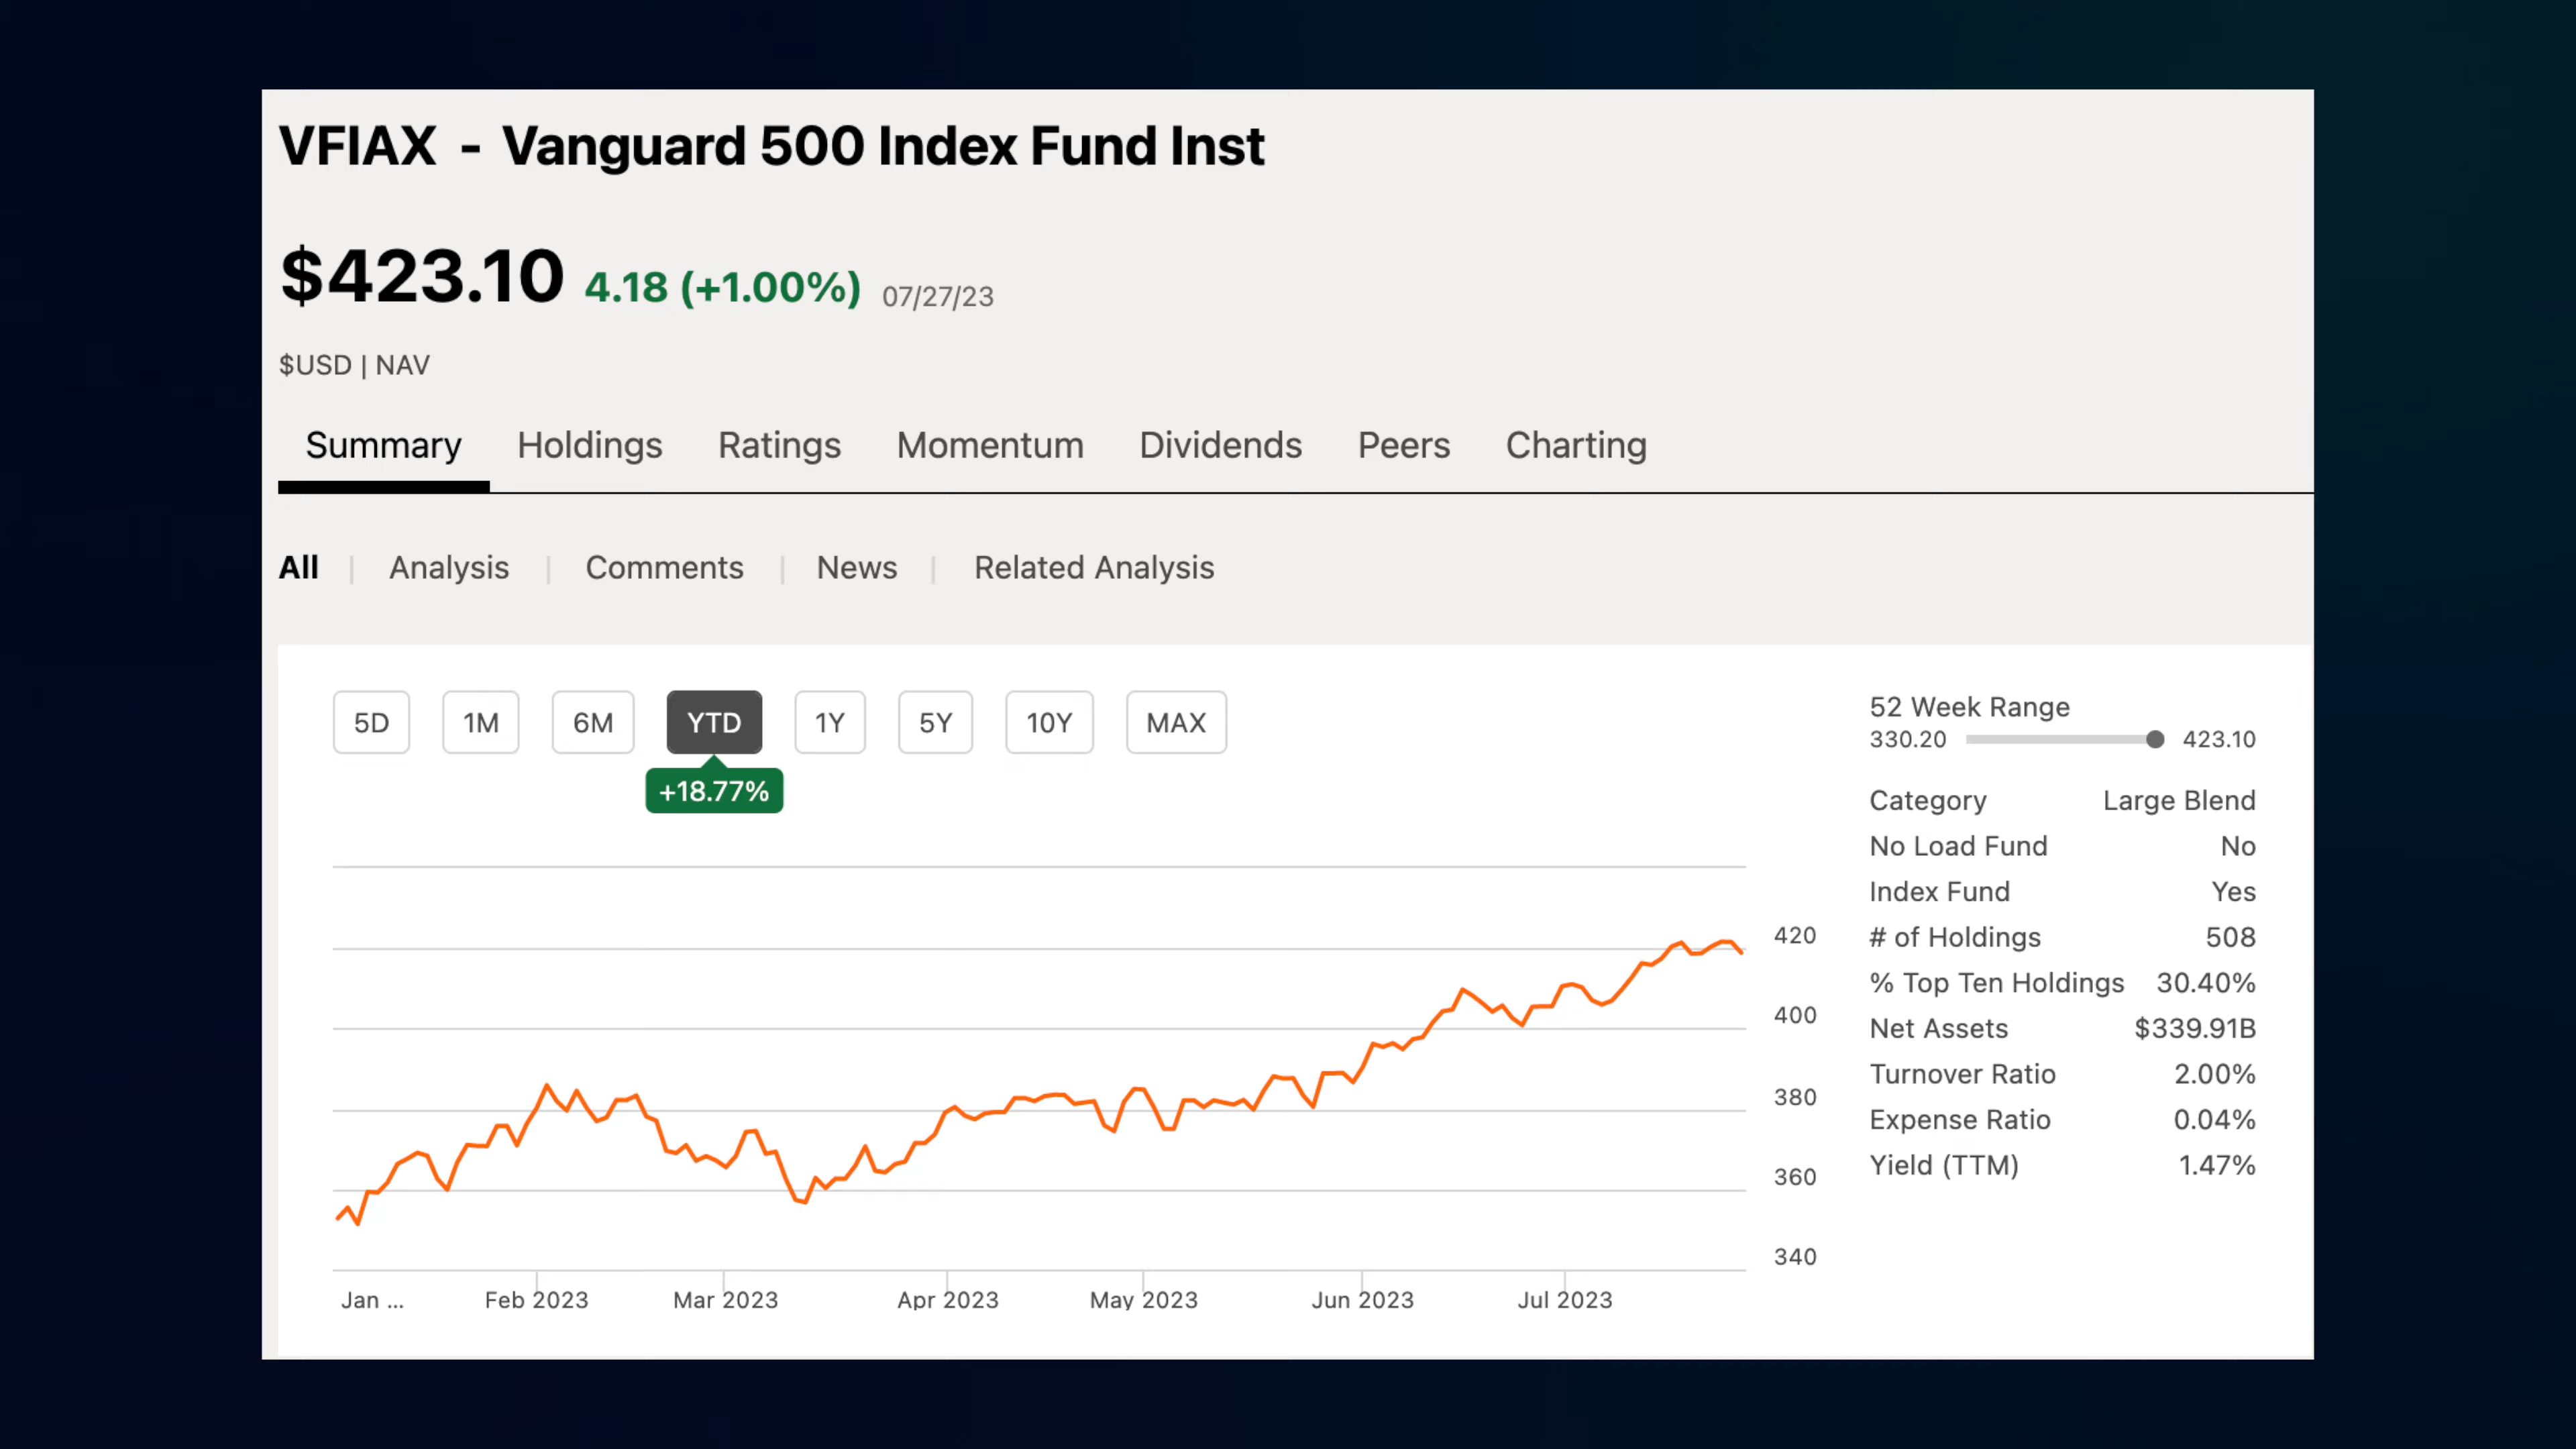 VFIAX - Vanguard 500 Index Fund Inst
$423.10 4.18 (+1.00%) 07/27/23
$USD | NAV
Summary Holdings Ratings Momentum Dividends Peers Charting
All | Analysis | Comments | News | Related Analysis
5D 1M 6M YTD 1Y 5Y 10Y MAX
+18.77%
420
400
380
360
340
Jan ... Feb 2023 Mar 2023 Apr 2023 May 2023 Jun 2023 Jul 2023
52 Week Range
330.20 423.10
Category Large Blend
No Load Fund No
Index Fund Yes
# of Holdings 508
% Top Ten Holdings 30.40%
Net Assets $339.91B
Turnover Ratio 2.00%
Expense Ratio 0.04%
Yield (TTM) 1.47%